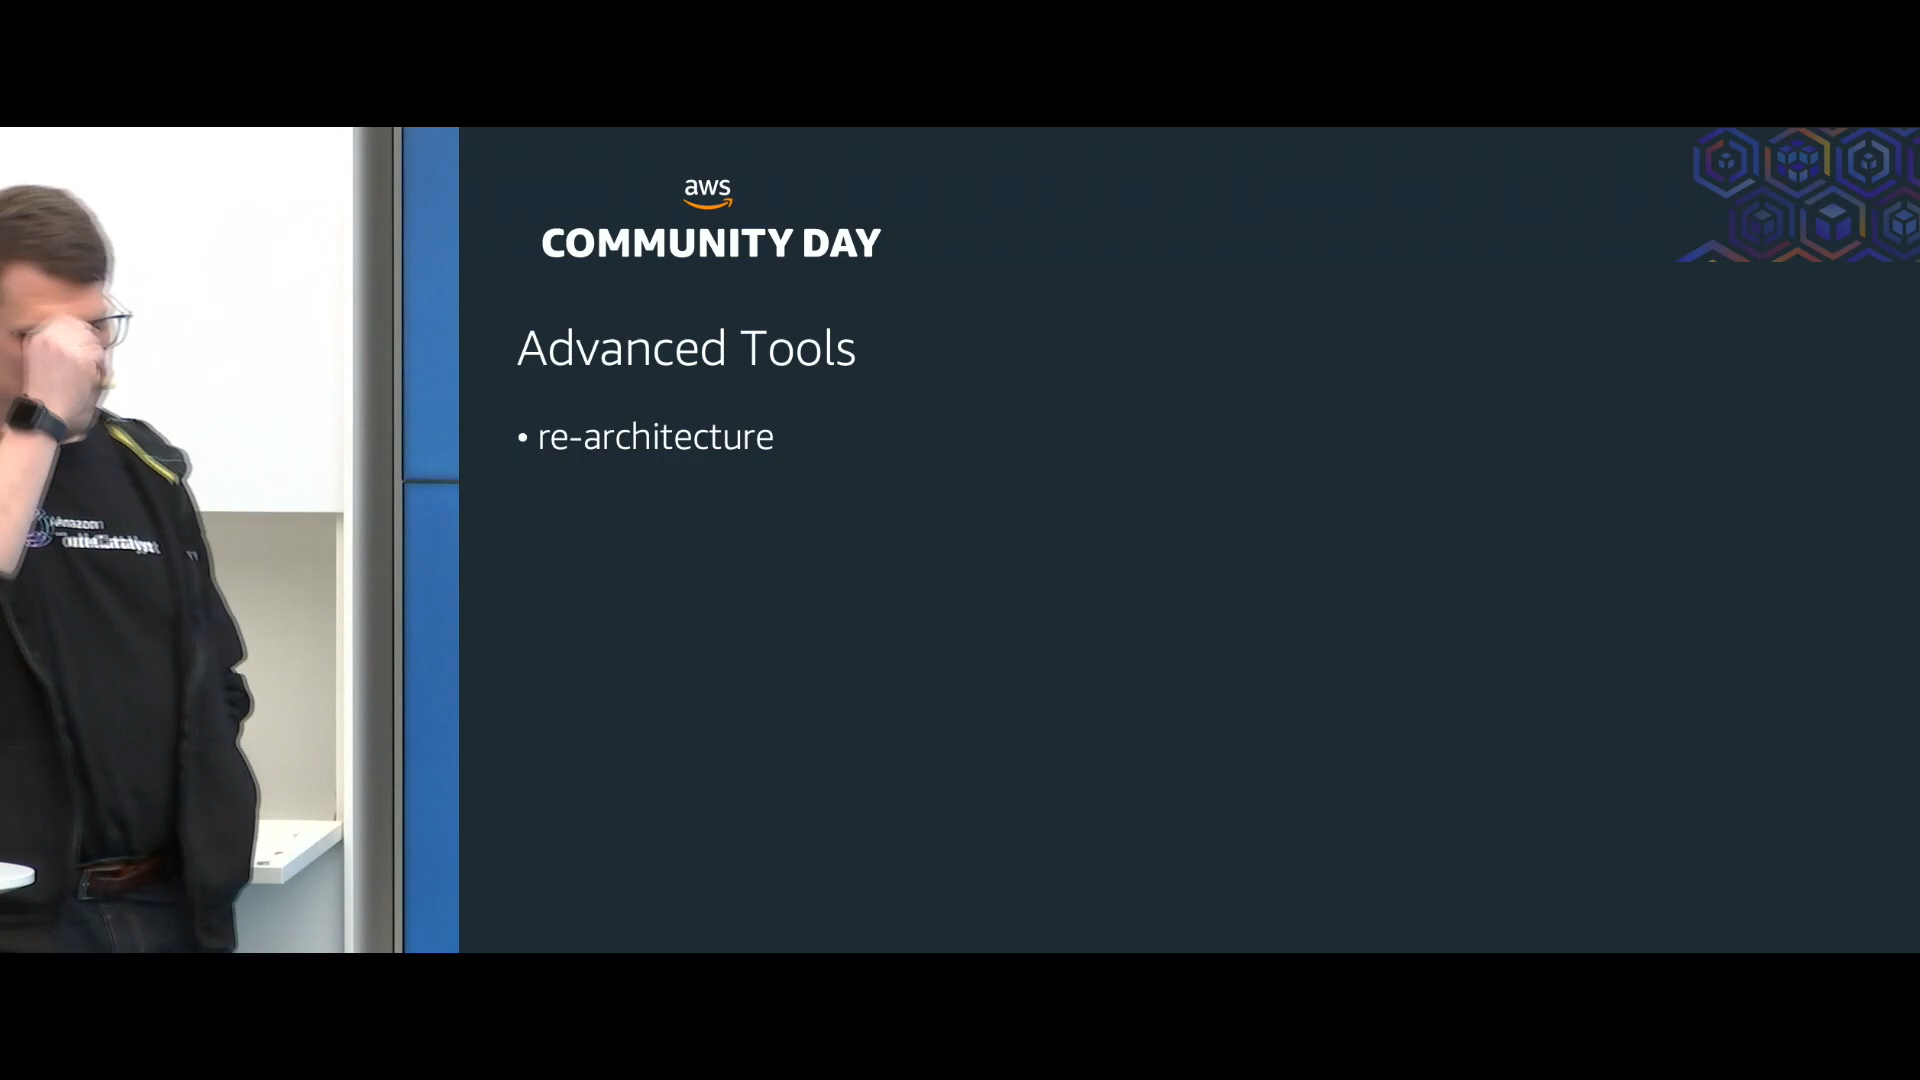 aws
COMMUNITY DAY
Advanced Tools
• re-architecture
Amazon